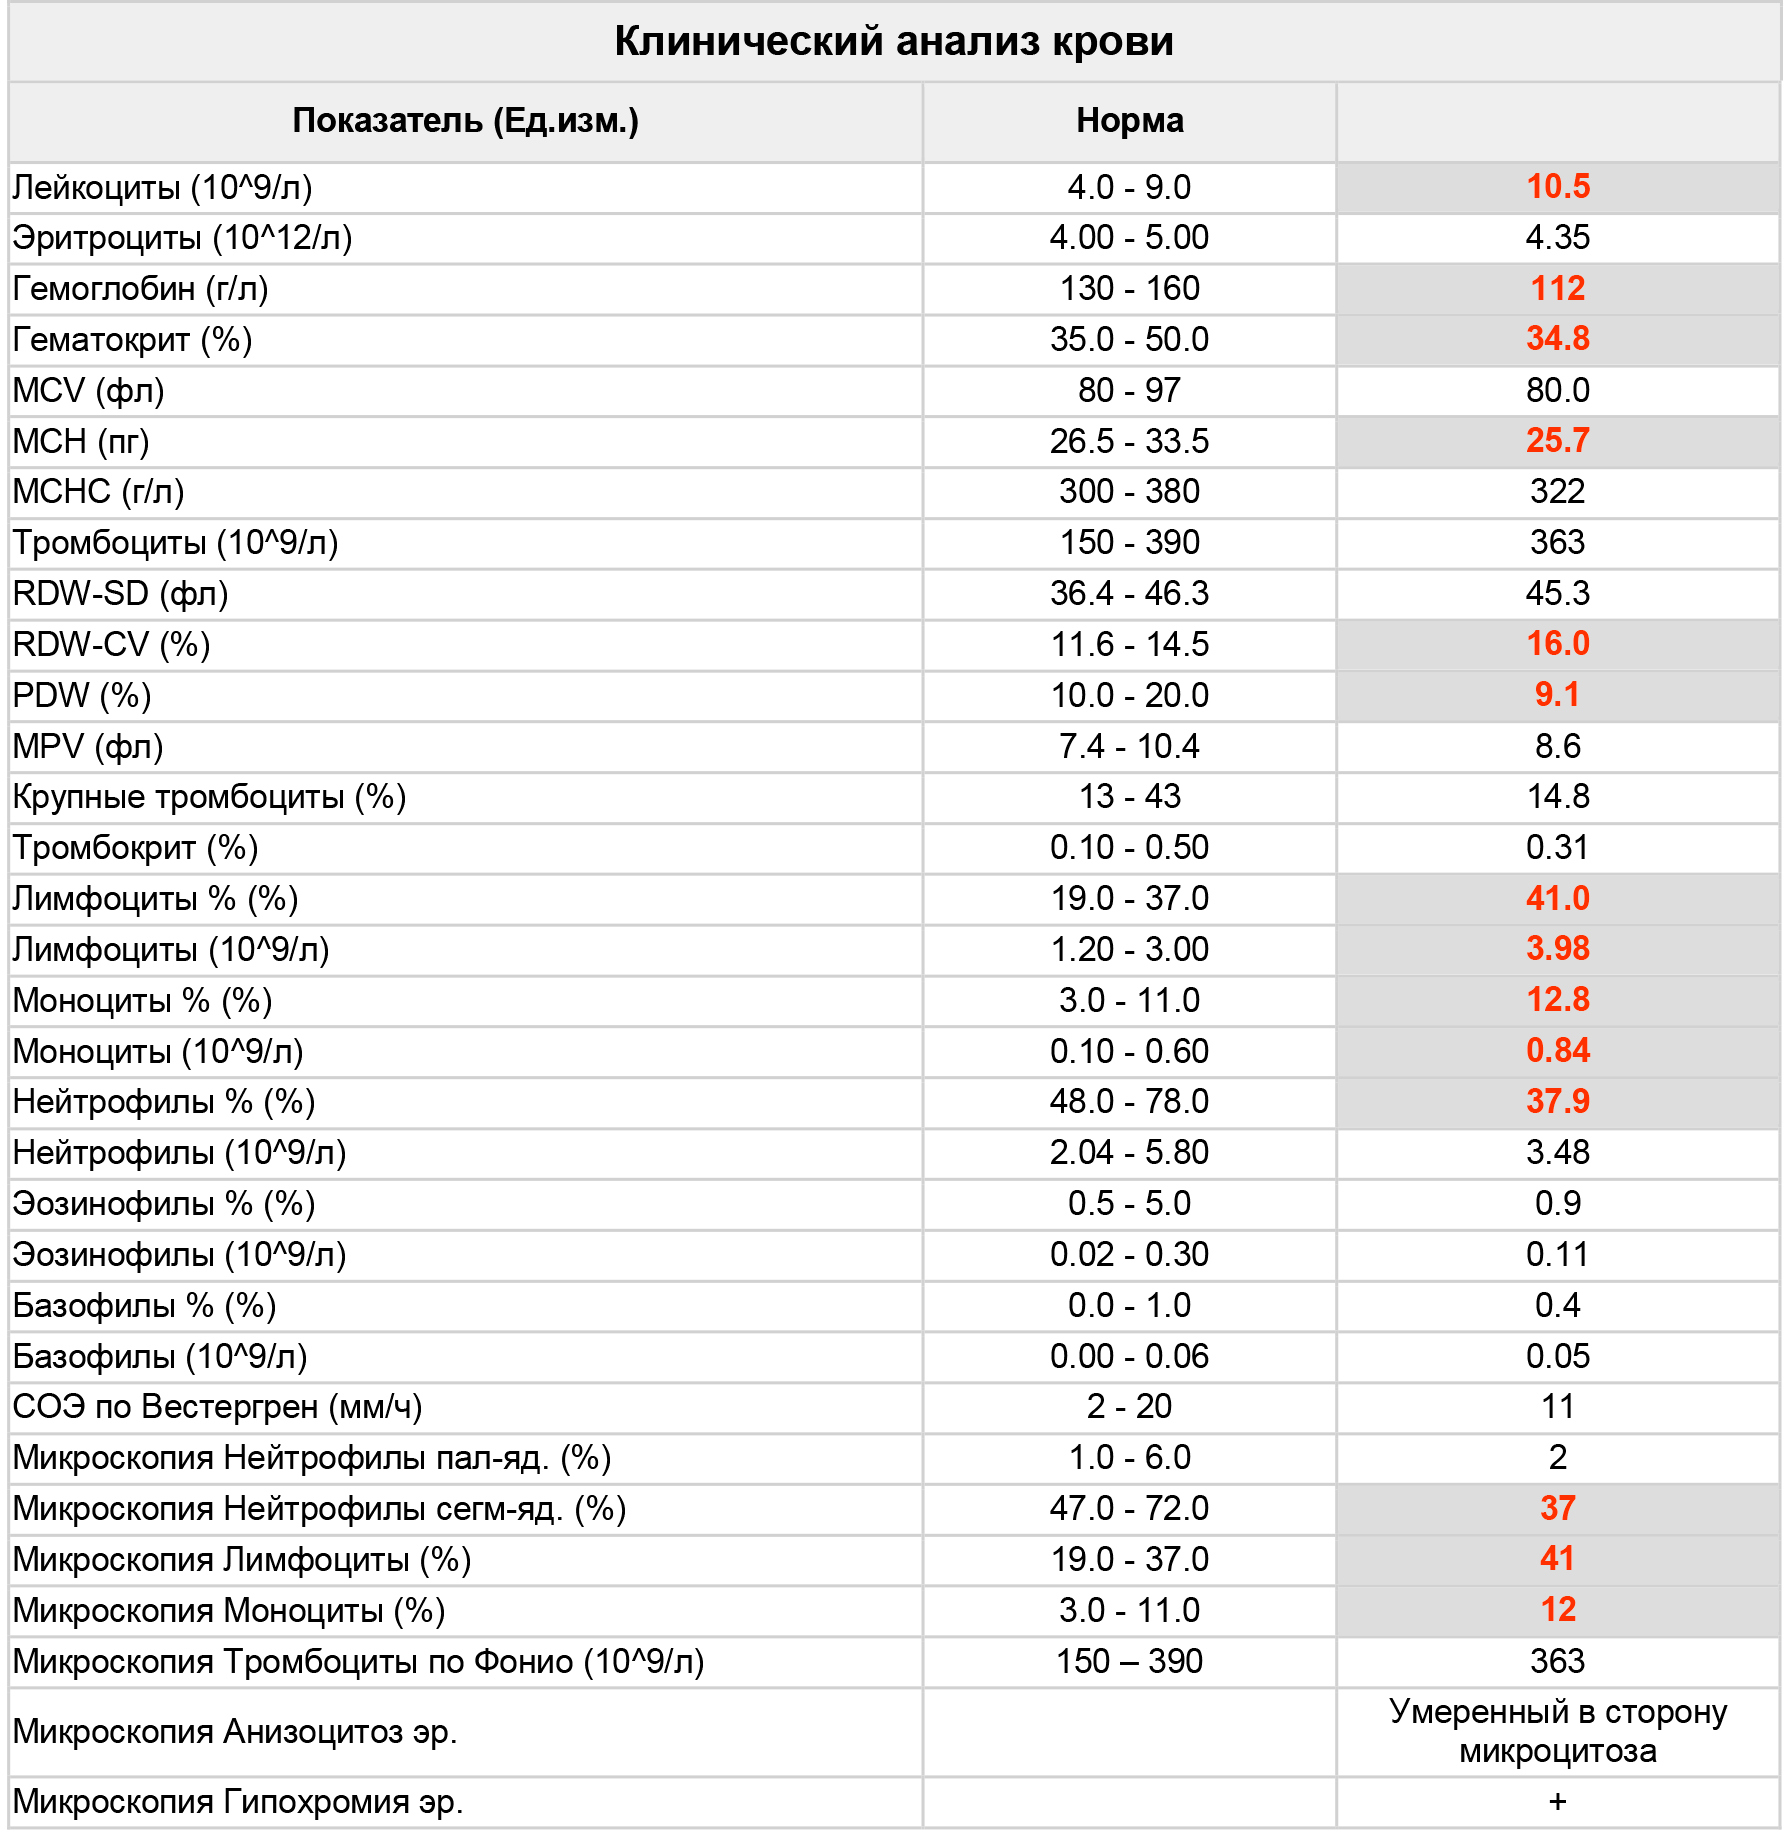 Клинический анализ крови
Показатель (Ед.изм.) Норма
Лейкоциты (10^9/л) 4.0 - 9.0 10.5
Эритроциты (10^12/л) 4.00 - 5.00 4.35
Гемоглобин (г/л) 130 - 160 112
Гематокрит (%) 35.0 - 50.0 34.8
MCV (фл) 80 - 97 80.0
MCH (пг) 26.5 - 33.5 25.7
MCHC (г/л) 300 - 380 322
Тромбоциты (10^9/л) 150 - 390 363
RDW-SD (фл) 36.4 - 46.3 45.3
RDW-CV (%) 11.6 - 14.5 16.0
PDW (%) 10.0 - 20.0 9.1
MPV (фл) 7.4 - 10.4 8.6
Крупные тромбоциты (%) 13 - 43 14.8
Тромбокрит (%) 0.10 - 0.50 0.31
Лимфоциты % (%) 19.0 - 37.0 41.0
Лимфоциты (10^9/л) 1.20 - 3.00 3.98
Моноциты % (%) 3.0 - 11.0 12.8
Моноциты (10^9/л) 0.10 - 0.60 0.84
Нейтрофилы % (%) 48.0 - 78.0 37.9
Нейтрофилы (10^9/л) 2.04 - 5.80 3.48
Эозинофилы % (%) 0.5 - 5.0 0.9
Эозинофилы (10^9/л) 0.02 - 0.30 0.11
Базофилы % (%) 0.0 - 1.0 0.4
Базофилы (10^9/л) 0.00 - 0.06 0.05
СОЭ по Вестергрен (мм/ч) 2 - 20 11
Микроскопия Нейтрофилы пал-яд. (%) 1.0 - 6.0 2
Микроскопия Нейтрофилы сегм-яд. (%) 47.0 - 72.0 37
Микроскопия Лимфоциты (%) 19.0 - 37.0 41
Микроскопия Моноциты (%) 3.0 - 11.0 12
Микроскопия Тромбоциты по Фонио (10^9/л) 150 – 390 363
Микроскопия Анизоцитоз эр. Умеренный в сторону
микроцитоза
Микроскопия Гипохромия эр. +